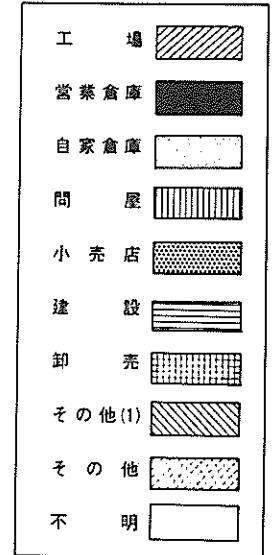 工場
営業倉庫
自家倉庫
問屋
小売店
建設
卸売
その他(1)
その他
不明